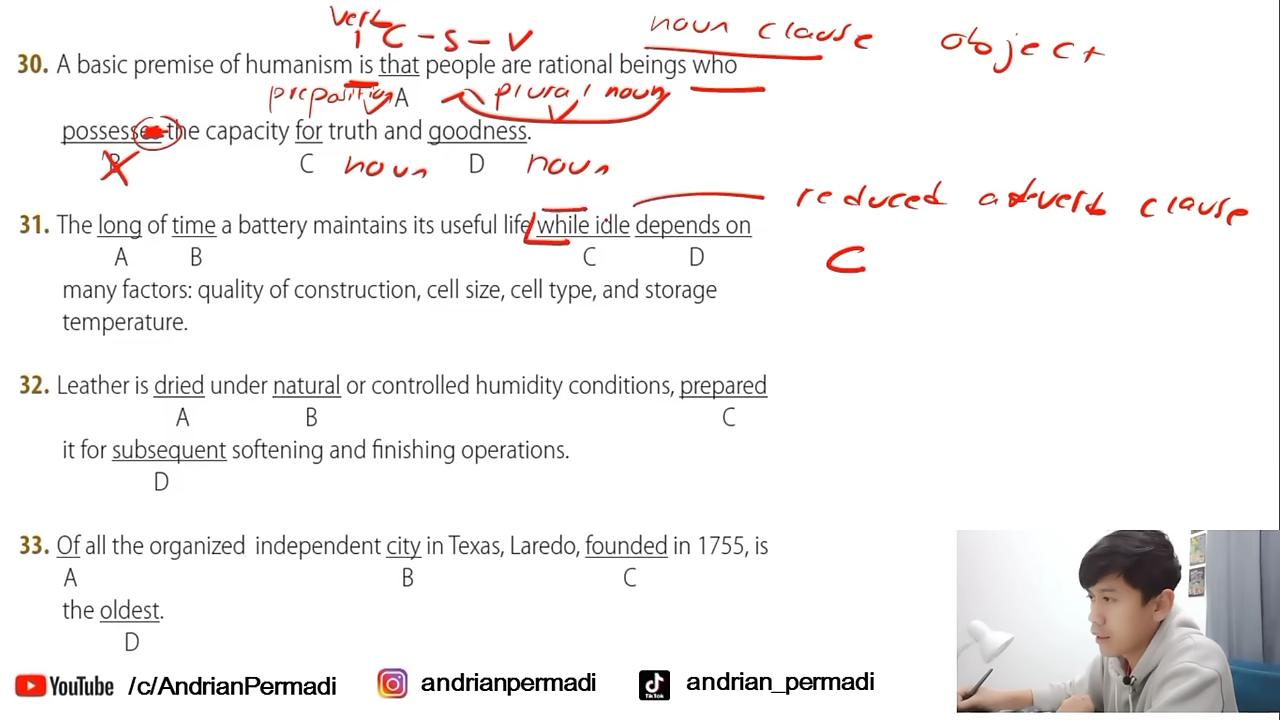 verb
1 C - S - V
noun clause object
30. A basic premise of humanism is that people are rational beings who
preposition A plural noun
possesses the capacity for truth and goodness.
B C noun D noun
reduced adverb clause
31. The long of time a battery maintains its useful life while idle depends on
A B C D C
many factors: quality of construction, cell size, cell type, and storage
temperature.
32. Leather is dried under natural or controlled humidity conditions, prepared
A B C
it for subsequent softening and finishing operations.
D
33. Of all the organized independent city in Texas, Laredo, founded in 1755, is
A B C
the oldest.
D
YouTube /c/AndrianPermadi andrianpermadi TikTok andrian_permadi